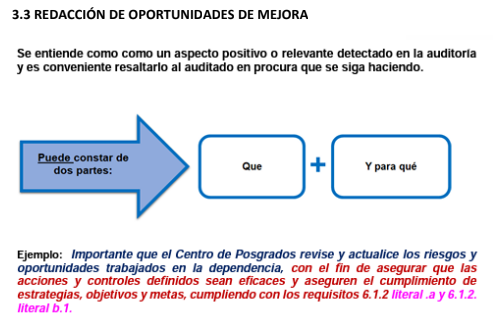 3.3 REDACCIÓN DE OPORTUNIDADES DE MEJORA
Se entiende como como un aspecto positivo o relevante detectado en la auditoría
y es conveniente resaltarlo al auditado en procura que se siga haciendo.
Puede constar de
dos partes:
Que
+
Y para qué
Ejemplo: Importante que el Centro de Posgrados revise y actualice los riesgos y
oportunidades trabajados en la dependencia, con el fin de asegurar que las
acciones y controles definidos sean eficaces y aseguren el cumplimiento de
estrategias, objetivos y metas, cumpliendo con los requisitos 6.1.2 literal .a y 6.1.2.
literal b.1.